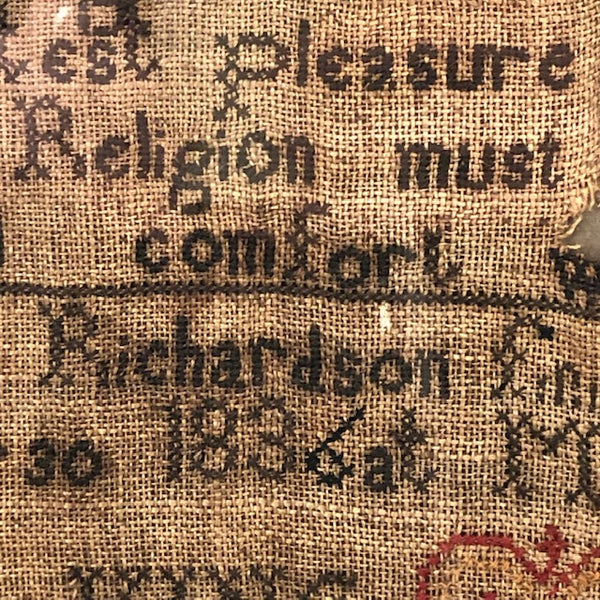 est pleasure
Religion must
comfort
Richardson
30 1836 at M